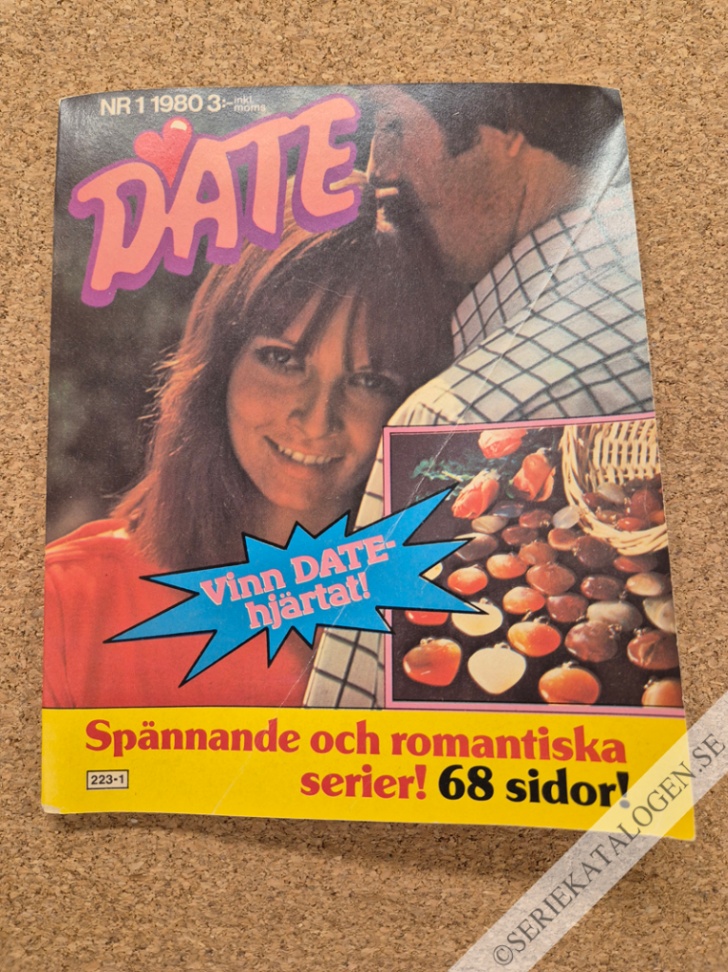 NR 1 1980 3:- inkl. moms
DATE
Vinn DATE-
hjärtat!
Spännande och romantiska
serier! 68 sidor!
223-1
©SERIEKATALOGEN.SE